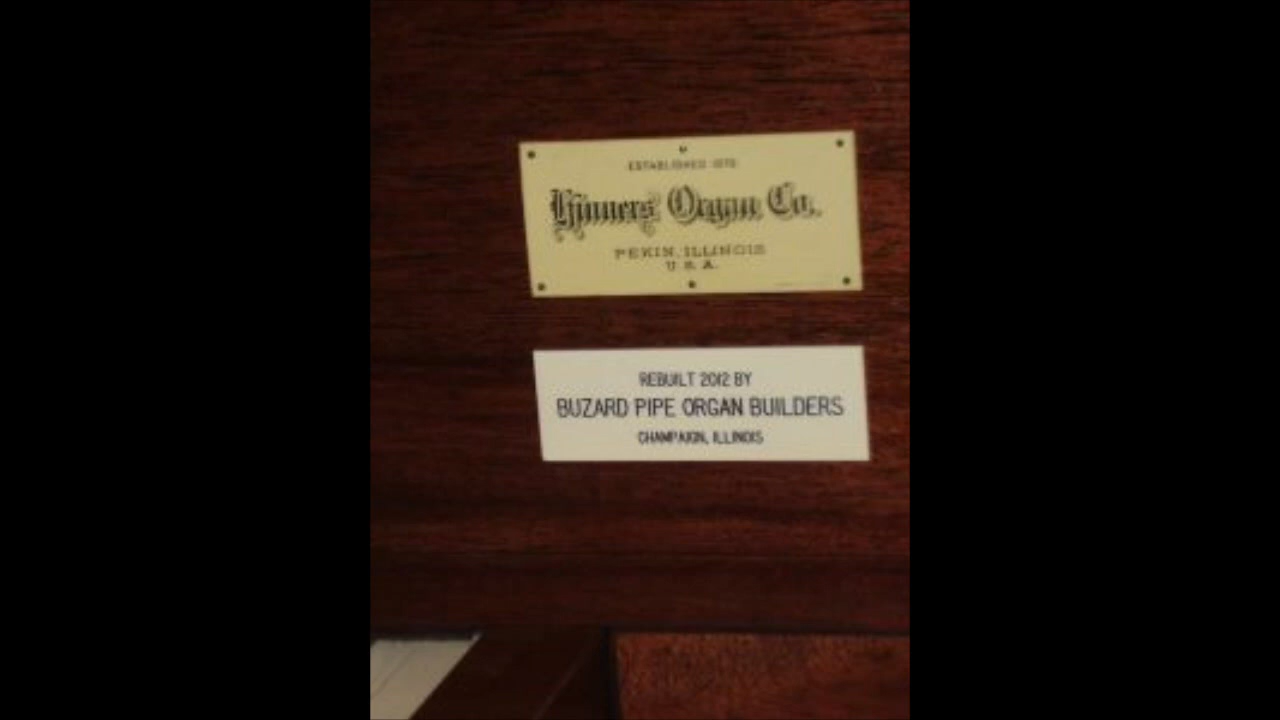 ESTABLISHED 1879
Hinners Organ Co.
PEKIN, ILLINOIS
U. S. A.
REBUILT 2012 BY
BUZARD PIPE ORGAN BUILDERS
CHAMPAIGN, ILLINOIS